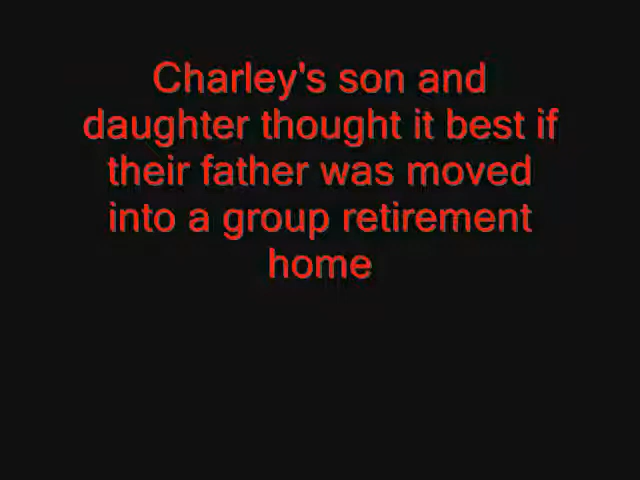 Charley's son and
daughter thought it best if
their father was moved
into a group retirement
home